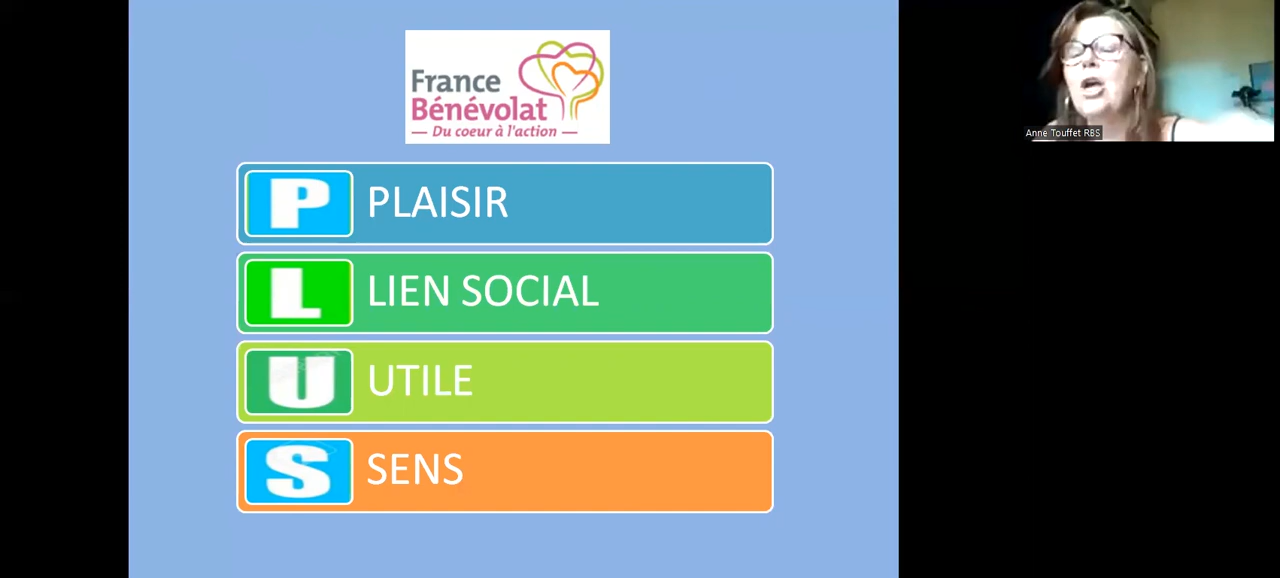 France
Bénévolat
Du coeur à l'action
P PLAISIR
L LIEN SOCIAL
U UTILE
S SENS
Anne Touffet RBS